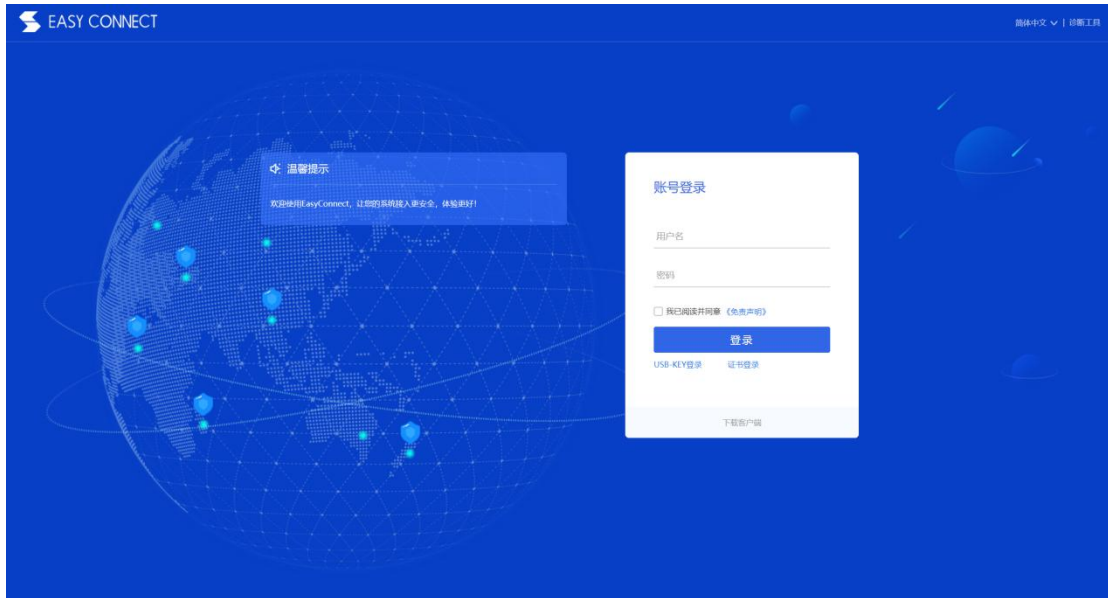 EASY CONNECT
简体中文 | 诊断工具
温馨提示
欢迎使用EasyConnect，让您的系统接入更安全，体验更好！
账号登录
用户名
密码
我已阅读并同意 《免责声明》
登录
USB-KEY登录 证书登录
下载客户端